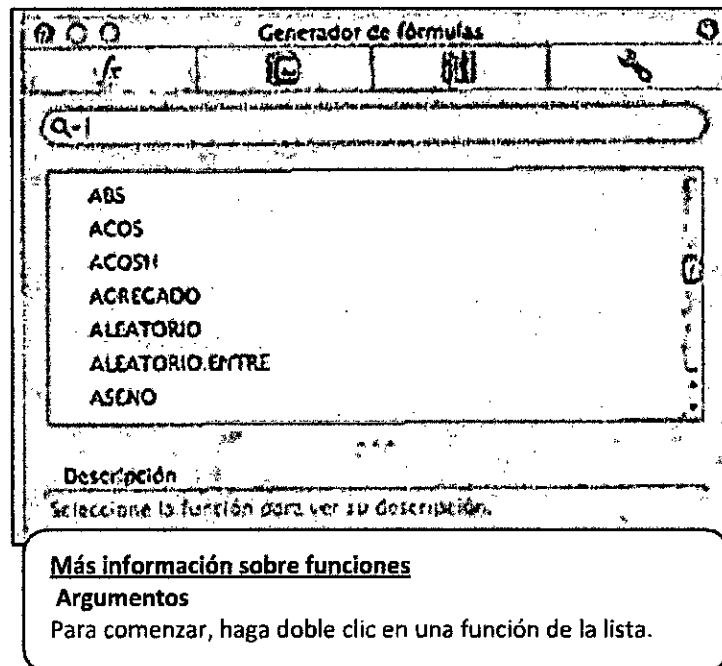 Generador de fórmulas
fx
ABS
ACOS
ACOSH
AGREGADO
ALEATORIO
ALEATORIO.ENTRE
ASENO
Descripción
Seleccione la función para ver su descripción.
Más información sobre funciones
Argumentos
Para comenzar, haga doble clic en una función de la lista.